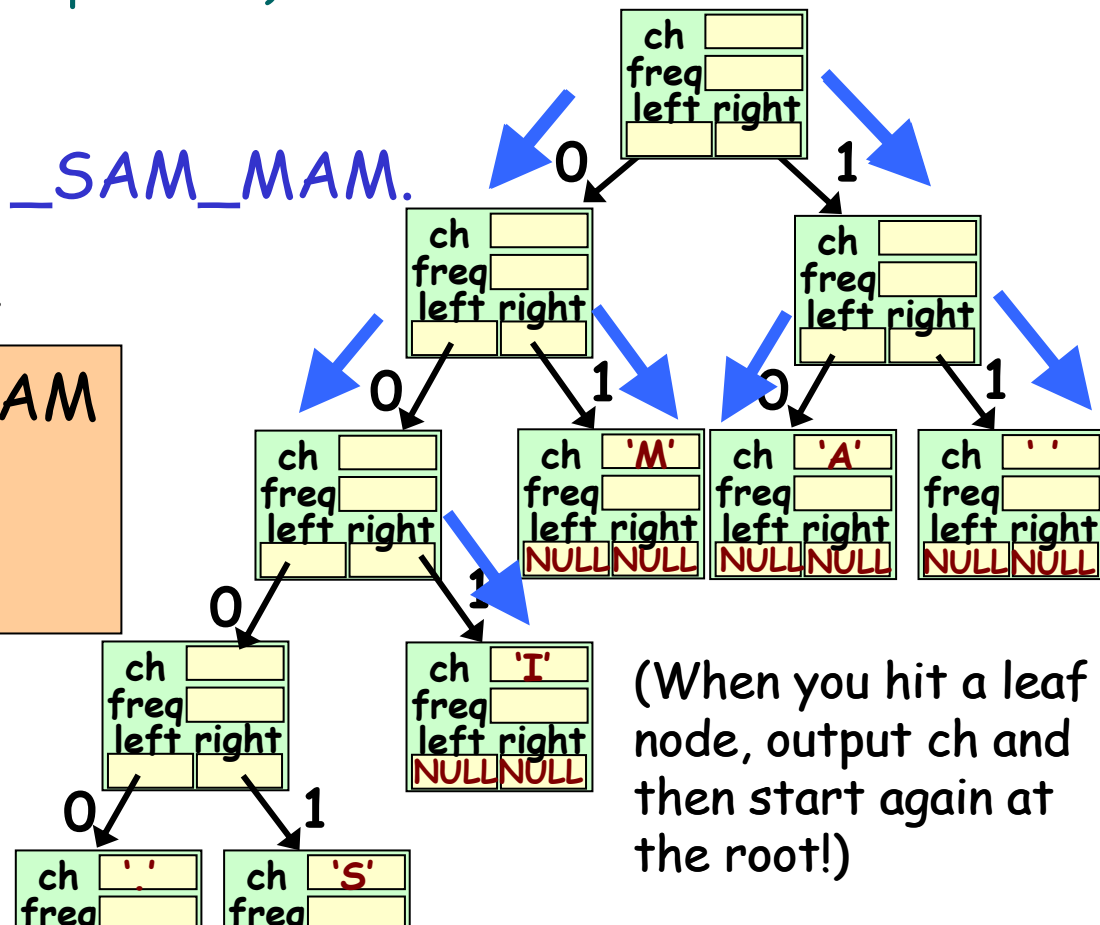 ch
freq
left right
0 1
_SAM_MAM.
ch
freq
left right
ch
freq
left right
0 1
0 1
AM
ch
freq
left right
ch 'M'
freq
left right
NULL NULL
ch 'A'
freq
left right
NULL NULL
ch ' '
freq
left right
NULL NULL
0 1
ch
freq
left right
ch 'I'
freq
left right
NULL NULL
(When you hit a leaf
node, output ch and
then start again at
the root!)
0 1
ch '.'
freq
ch 'S'
freq